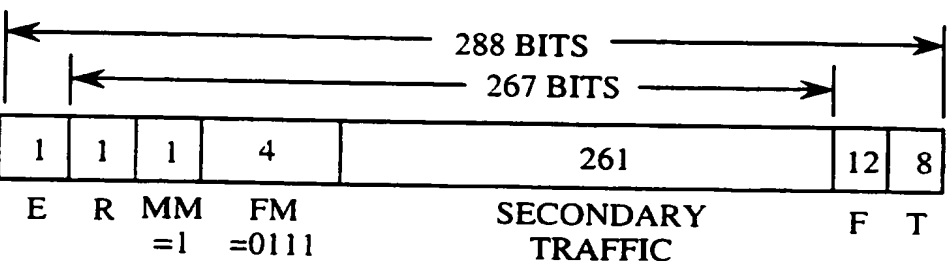 288 BITS
267 BITS
1 1 1 4 261 12 8
E R MM FM SECONDARY F T
=1 =0111 TRAFFIC